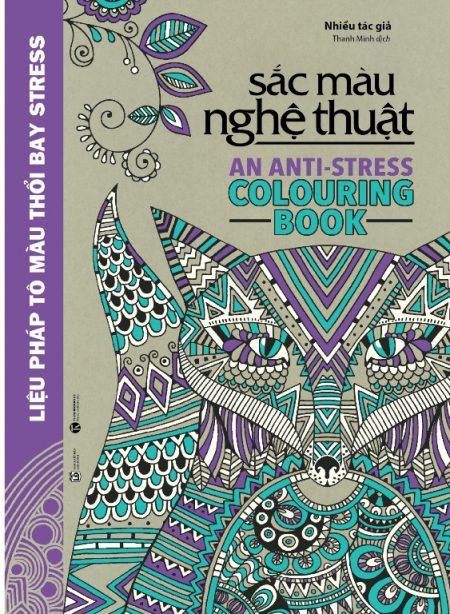 Nhiều tác giả
Thanh Minh dịch
sắc màu
nghệ thuật
AN ANTI-STRESS
COLOURING
BOOK
LIỆU PHÁP TÔ MÀU THỔI BAY STRESS